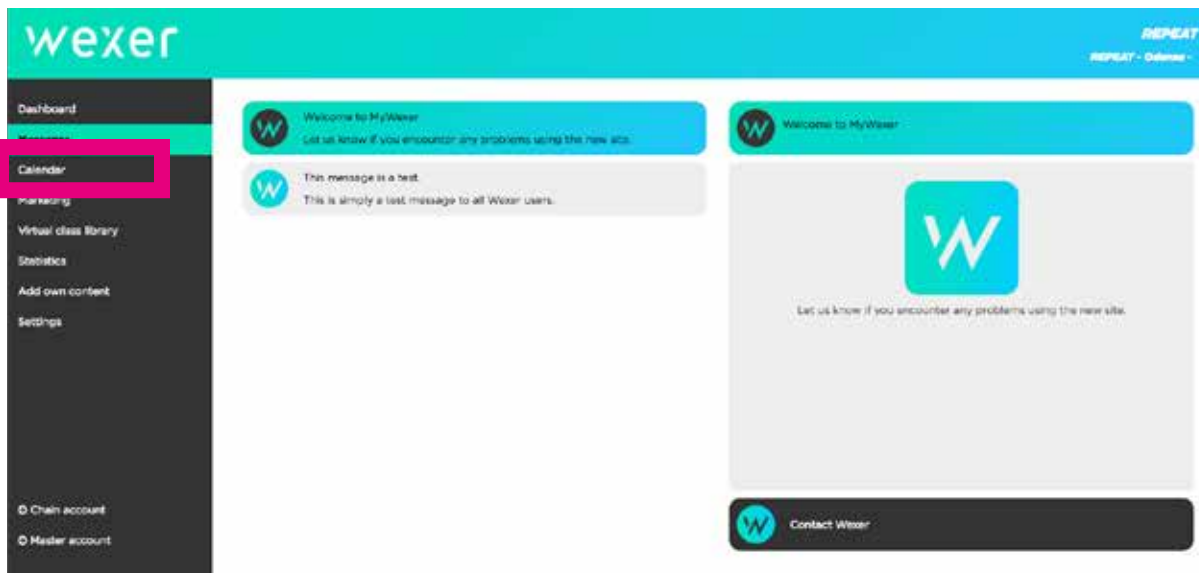 wexer
REPEAT
REPEAT - Odense -
Dashboard
Calendar
Marketing
Virtual class library
Statistics
Add own content
Settings
Chain account
Master account
Welcome to MyWexer
Let us know if you encounter any problems using the new site.
This message is a test.
This is simply a test message to all Wexer users.
Welcome to MyWexer
Let us know if you encounter any problems using the new site.
Contact Wexer